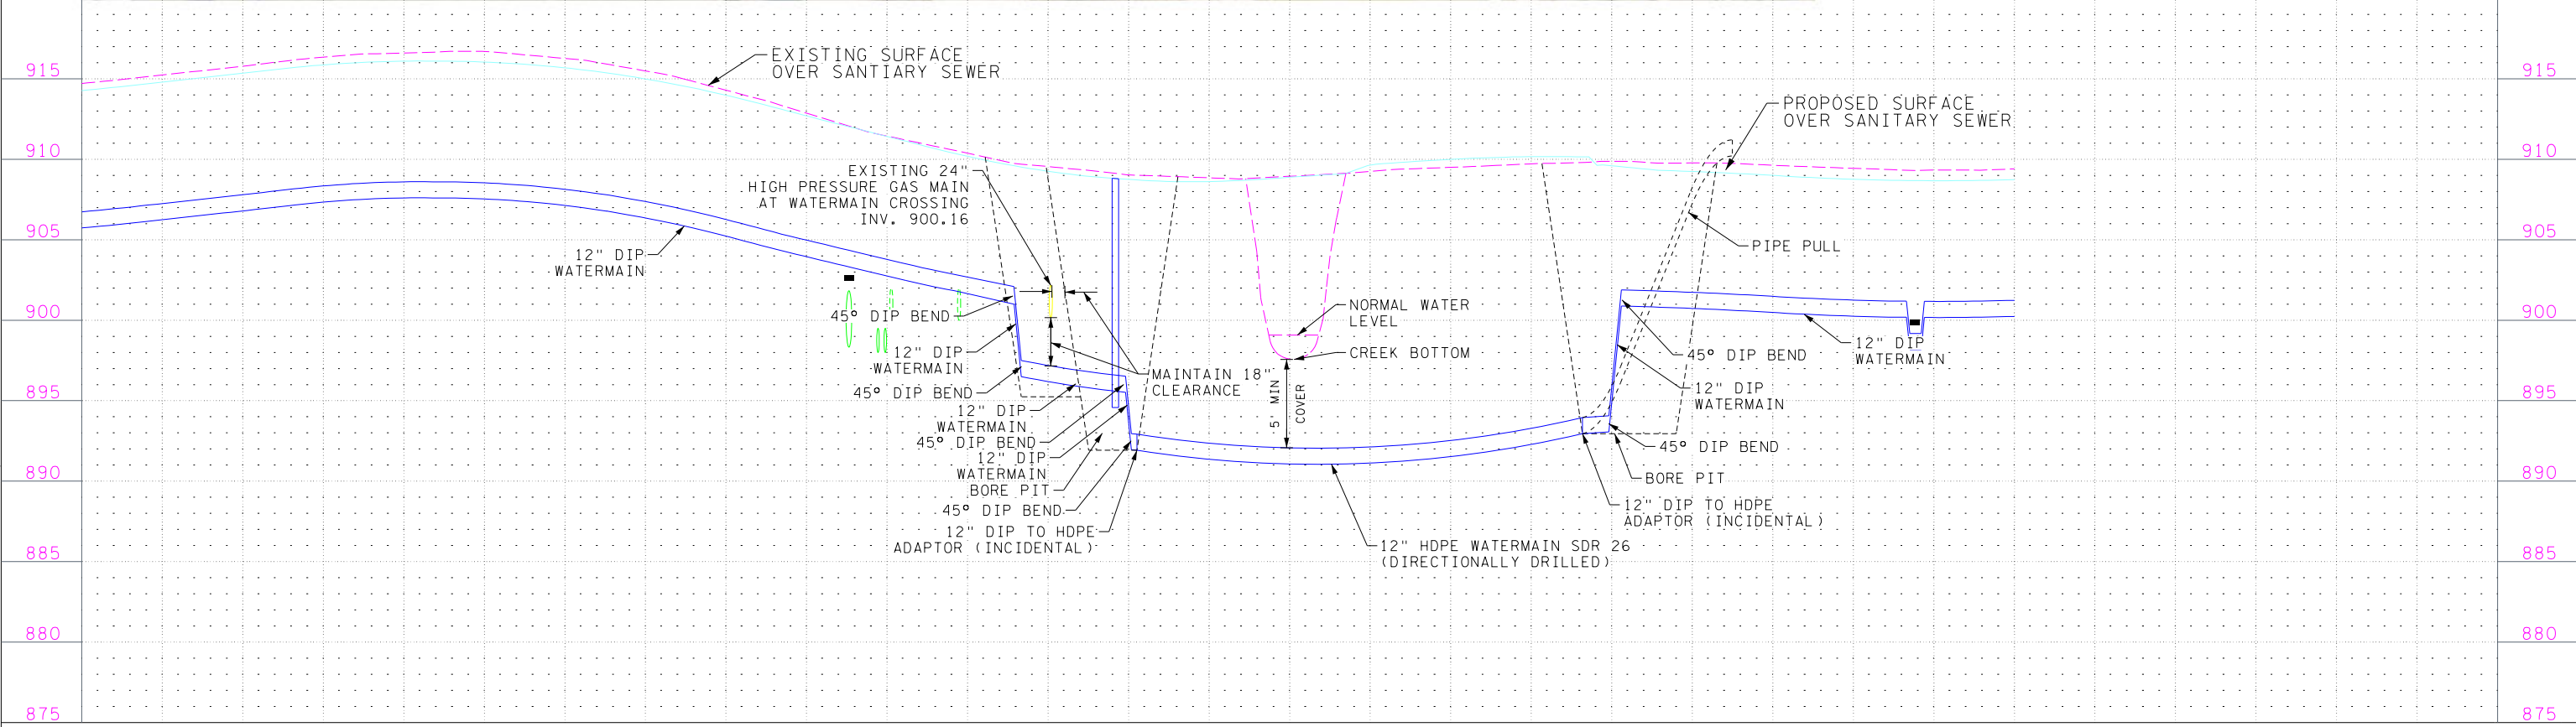 EXISTING SURFACE
OVER SANTIARY SEWER
915
915
PROPOSED SURFACE
OVER SANITARY SEWER
910
910
EXISTING 24"
HIGH PRESSURE GAS MAIN
AT WATERMAIN CROSSING
INV. 900.16
905
905
PIPE PULL
12" DIP
WATERMAIN
900
900
45° DIP BEND
NORMAL WATER
LEVEL
12" DIP
WATERMAIN
CREEK BOTTOM
45° DIP BEND
12" DIP
WATERMAIN
MAINTAIN 18"
CLEARANCE
45° DIP BEND
12" DIP
WATERMAIN
895
895
5' MIN
COVER
12" DIP
WATERMAIN
45° DIP BEND
45° DIP BEND
12" DIP
WATERMAIN
890
890
BORE PIT
BORE PIT
45° DIP BEND
12" DIP TO HDPE
ADAPTOR (INCIDENTAL)
12" DIP TO HDPE
ADAPTOR (INCIDENTAL)
12" HDPE WATERMAIN SDR 26
(DIRECTIONALLY DRILLED)
885
885
880
880
875
875